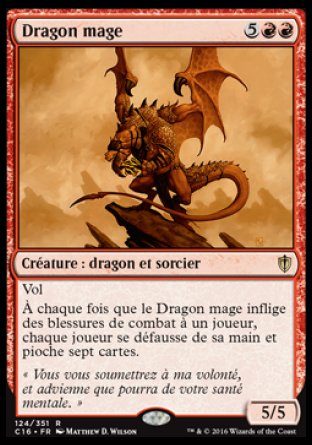 Dragon mage 5
Créature : dragon et sorcier
Vol
À chaque fois que le Dragon mage inflige
des blessures de combat à un joueur,
chaque joueur se défausse de sa main et
pioche sept cartes.
« Vous vous soumettrez à ma volonté,
et advienne que pourra de votre santé
mentale. »
5/5
124/351 R
C16 • FR Matthew D. Wilson ™ & © 2016 Wizards of the Coast